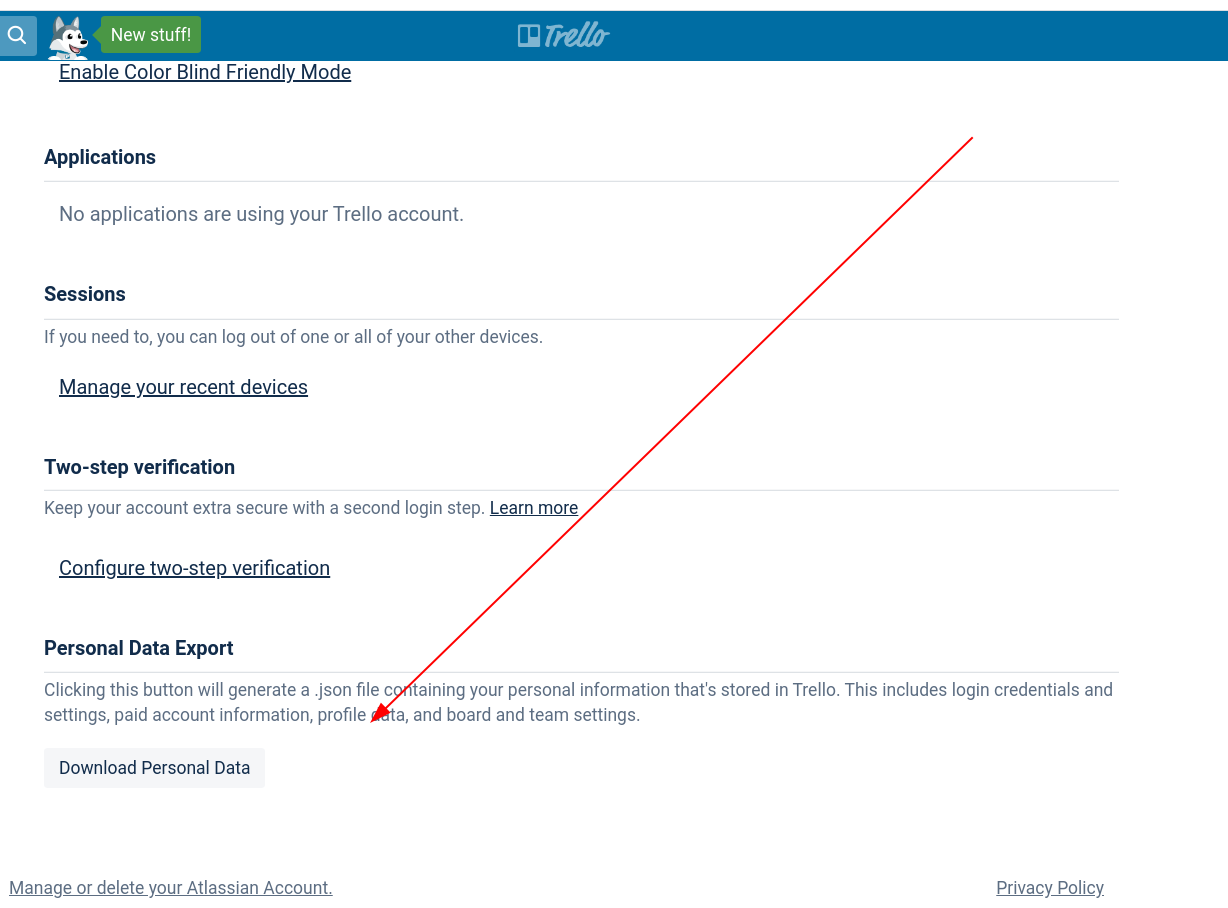 New stuff!
Trello
Enable Color Blind Friendly Mode
Applications
No applications are using your Trello account.
Sessions
If you need to, you can log out of one or all of your other devices.
Manage your recent devices
Two-step verification
Keep your account extra secure with a second login step. Learn more
Configure two-step verification
Personal Data Export
Clicking this button will generate a .json file containing your personal information that's stored in Trello. This includes login credentials and
settings, paid account information, profile data, and board and team settings.
Download Personal Data
Manage or delete your Atlassian Account.
Privacy Policy